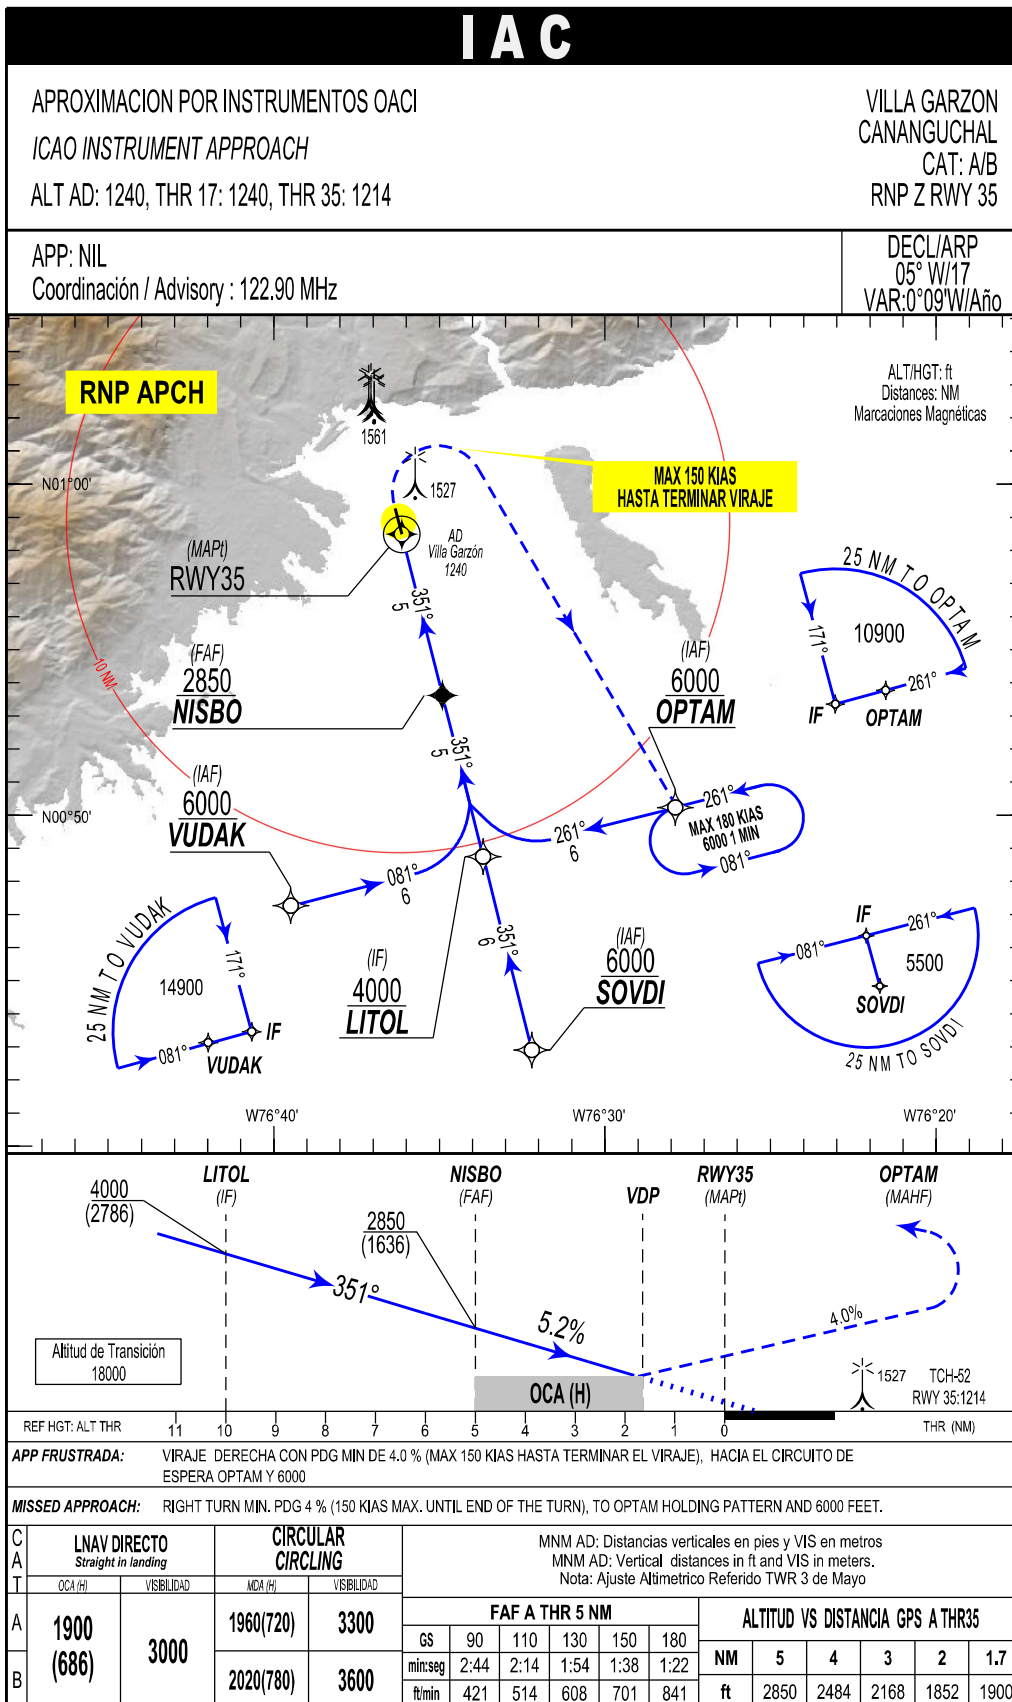 IAC
APROXIMACION POR INSTRUMENTOS OACI
ICAO INSTRUMENT APPROACH
ALT AD: 1240, THR 17: 1240, THR 35: 1214
VILLA GARZON
CANANGUCHAL
CAT: A/B
RNP Z RWY 35
APP: NIL
Coordinación / Advisory : 122.90 MHz
DECL/ARP
05° W/17
VAR:0°09'W/Año
RNP APCH
ALT/HGT: ft
Distances: NM
Marcaciones Magnéticas
1561
1527
N01°00'
MAX 150 KIAS
HASTA TERMINAR VIRAJE
AD
Villa Garzón
1240
(MAPt)
RWY35
351°
5
25 NM TO OPTAM
10900
171°
261°
IF
OPTAM
10 NM
(FAF)
2850
NISBO
(IAF)
6000
OPTAM
351°
5
(IAF)
6000
VUDAK
N00°50'
261°
MAX 180 KIAS
6000 1 MIN
081°
261°
6
081°
6
25 NM TO VUDAK
14900
171°
IF
081°
VUDAK
(IF)
4000
LITOL
351°
6
(IAF)
6000
SOVDI
IF
081°
261°
5500
SOVDI
25 NM TO SOVDI
W76°40'
W76°30'
W76°20'
LITOL
(IF)
NISBO
(FAF)
VDP
RWY35
(MAPt)
OPTAM
(MAHF)
4000
(2786)
2850
(1636)
351°
5.2%
4.0%
Altitud de Transición
18000
OCA (H)
1527
TCH-52
RWY 35:1214
REF HGT: ALT THR
11 10 9 8 7 6 5 4 3 2 1 0
THR (NM)
APP FRUSTRADA: VIRAJE DERECHA CON PDG MIN DE 4.0 % (MAX 150 KIAS HASTA TERMINAR EL VIRAJE), HACIA EL CIRCUITO DE
ESPERA OPTAM Y 6000
MISSED APPROACH: RIGHT TURN MIN. PDG 4 % (150 KIAS MAX. UNTIL END OF THE TURN), TO OPTAM HOLDING PATTERN AND 6000 FEET.
CAT
LNAV DIRECTO
Straight in landing
CIRCULAR
CIRCLING
OCA (H) VISIBILIDAD MDA (H) VISIBILIDAD
A 1900 (686) 3000 1960(720) 3300
B 2020(780) 3600
MNM AD: Distancias verticales en pies y VIS en metros
MNM AD: Vertical distances in ft and VIS in meters.
Nota: Ajuste Altimetrico Referido TWR 3 de Mayo
FAF A THR 5 NM
GS 90 110 130 150 180
min:seg 2:44 2:14 1:54 1:38 1:22
ft/min 421 514 608 701 841
ALTITUD VS DISTANCIA GPS A THR35
NM 5 4 3 2 1.7
ft 2850 2484 2168 1852 1900